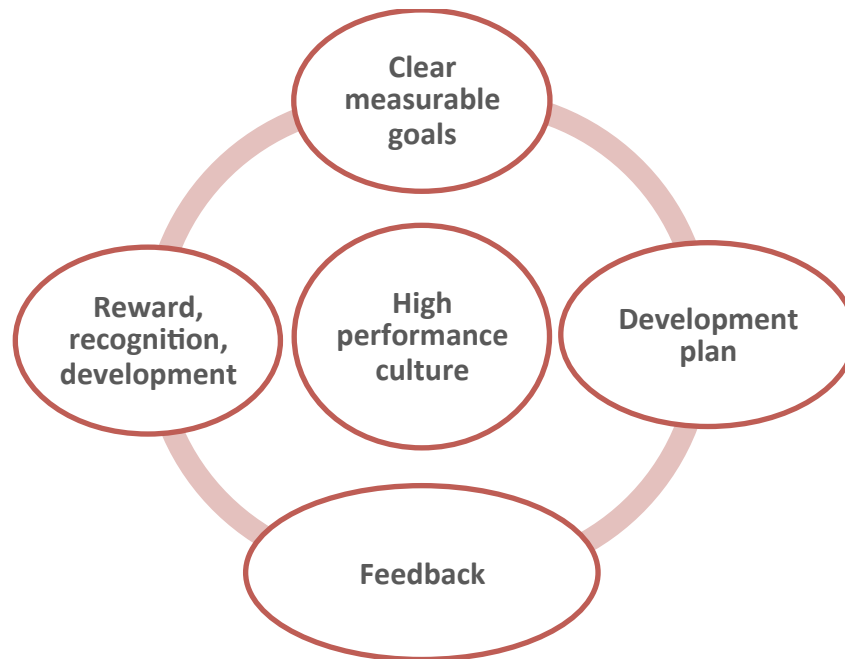 Clear
measurable
goals
Reward,
recognition,
development
High
performance
culture
Development
plan
Feedback